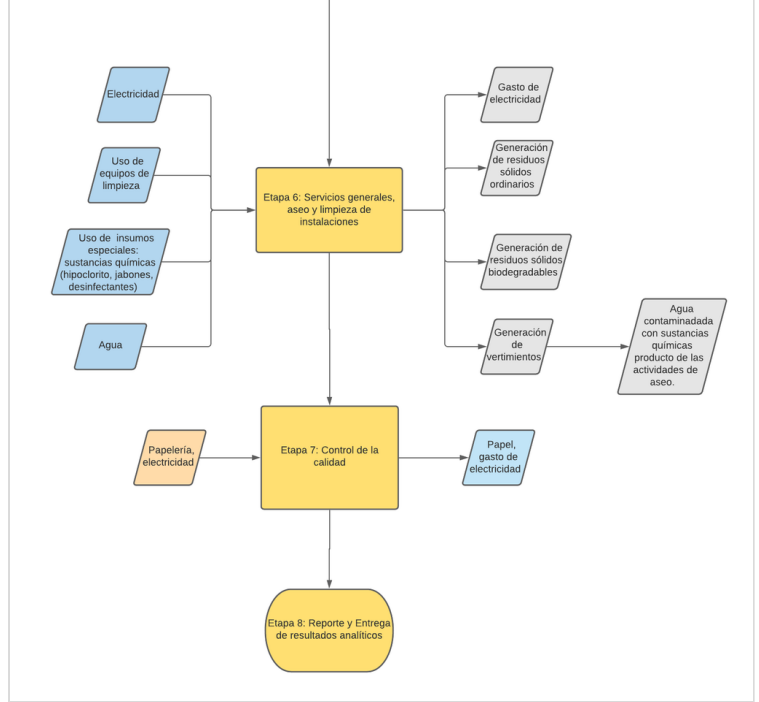 Electricidad
Uso de
equipos de
limpieza
Uso de insumos
especiales:
sustancias químicas
(hipoclorito, jabones,
desinfectantes)
Agua
Etapa 6: Servicios generales,
aseo y limpieza de
instalaciones
Gasto de
electricidad
Generación
de residuos
sólidos
ordinarios
Generación de
residuos sólidos
biodegradables
Generación
de
vertimientos
Agua
contaminadada
con sustancias
químicas
producto de las
actividades de
aseo.
Papelería,
electricidad
Etapa 7: Control de la
calidad
Papel,
gasto de
electricidad
Etapa 8: Reporte y Entrega
de resultados analíticos